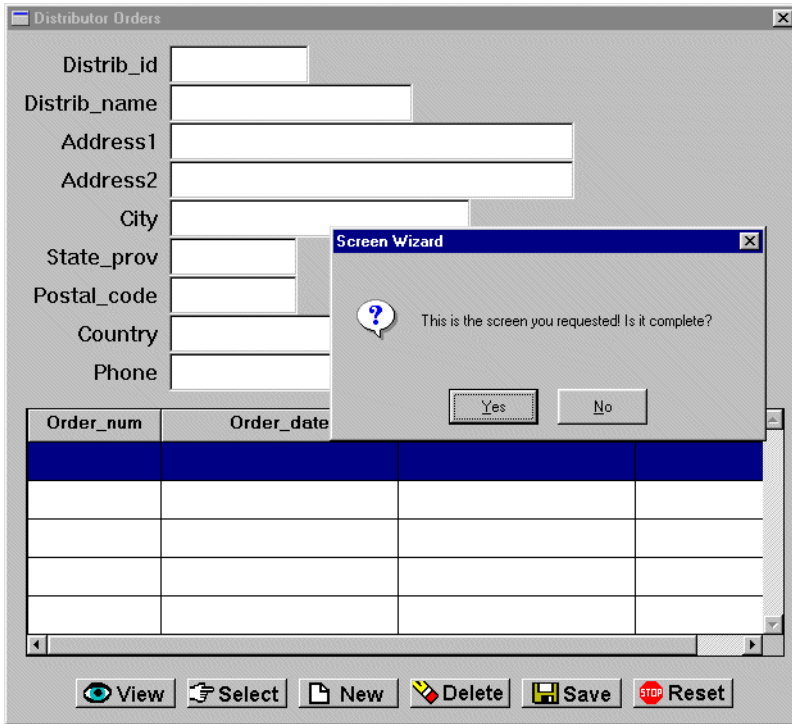 Distributor Orders
Distrib_id
Distrib_name
Address1
Address2
City
State_prov
Postal_code
Country
Phone
Screen Wizard
?
This is the screen you requested! Is it complete?
Yes No
Order_num Order_date
View Select New Delete Save STOP Reset